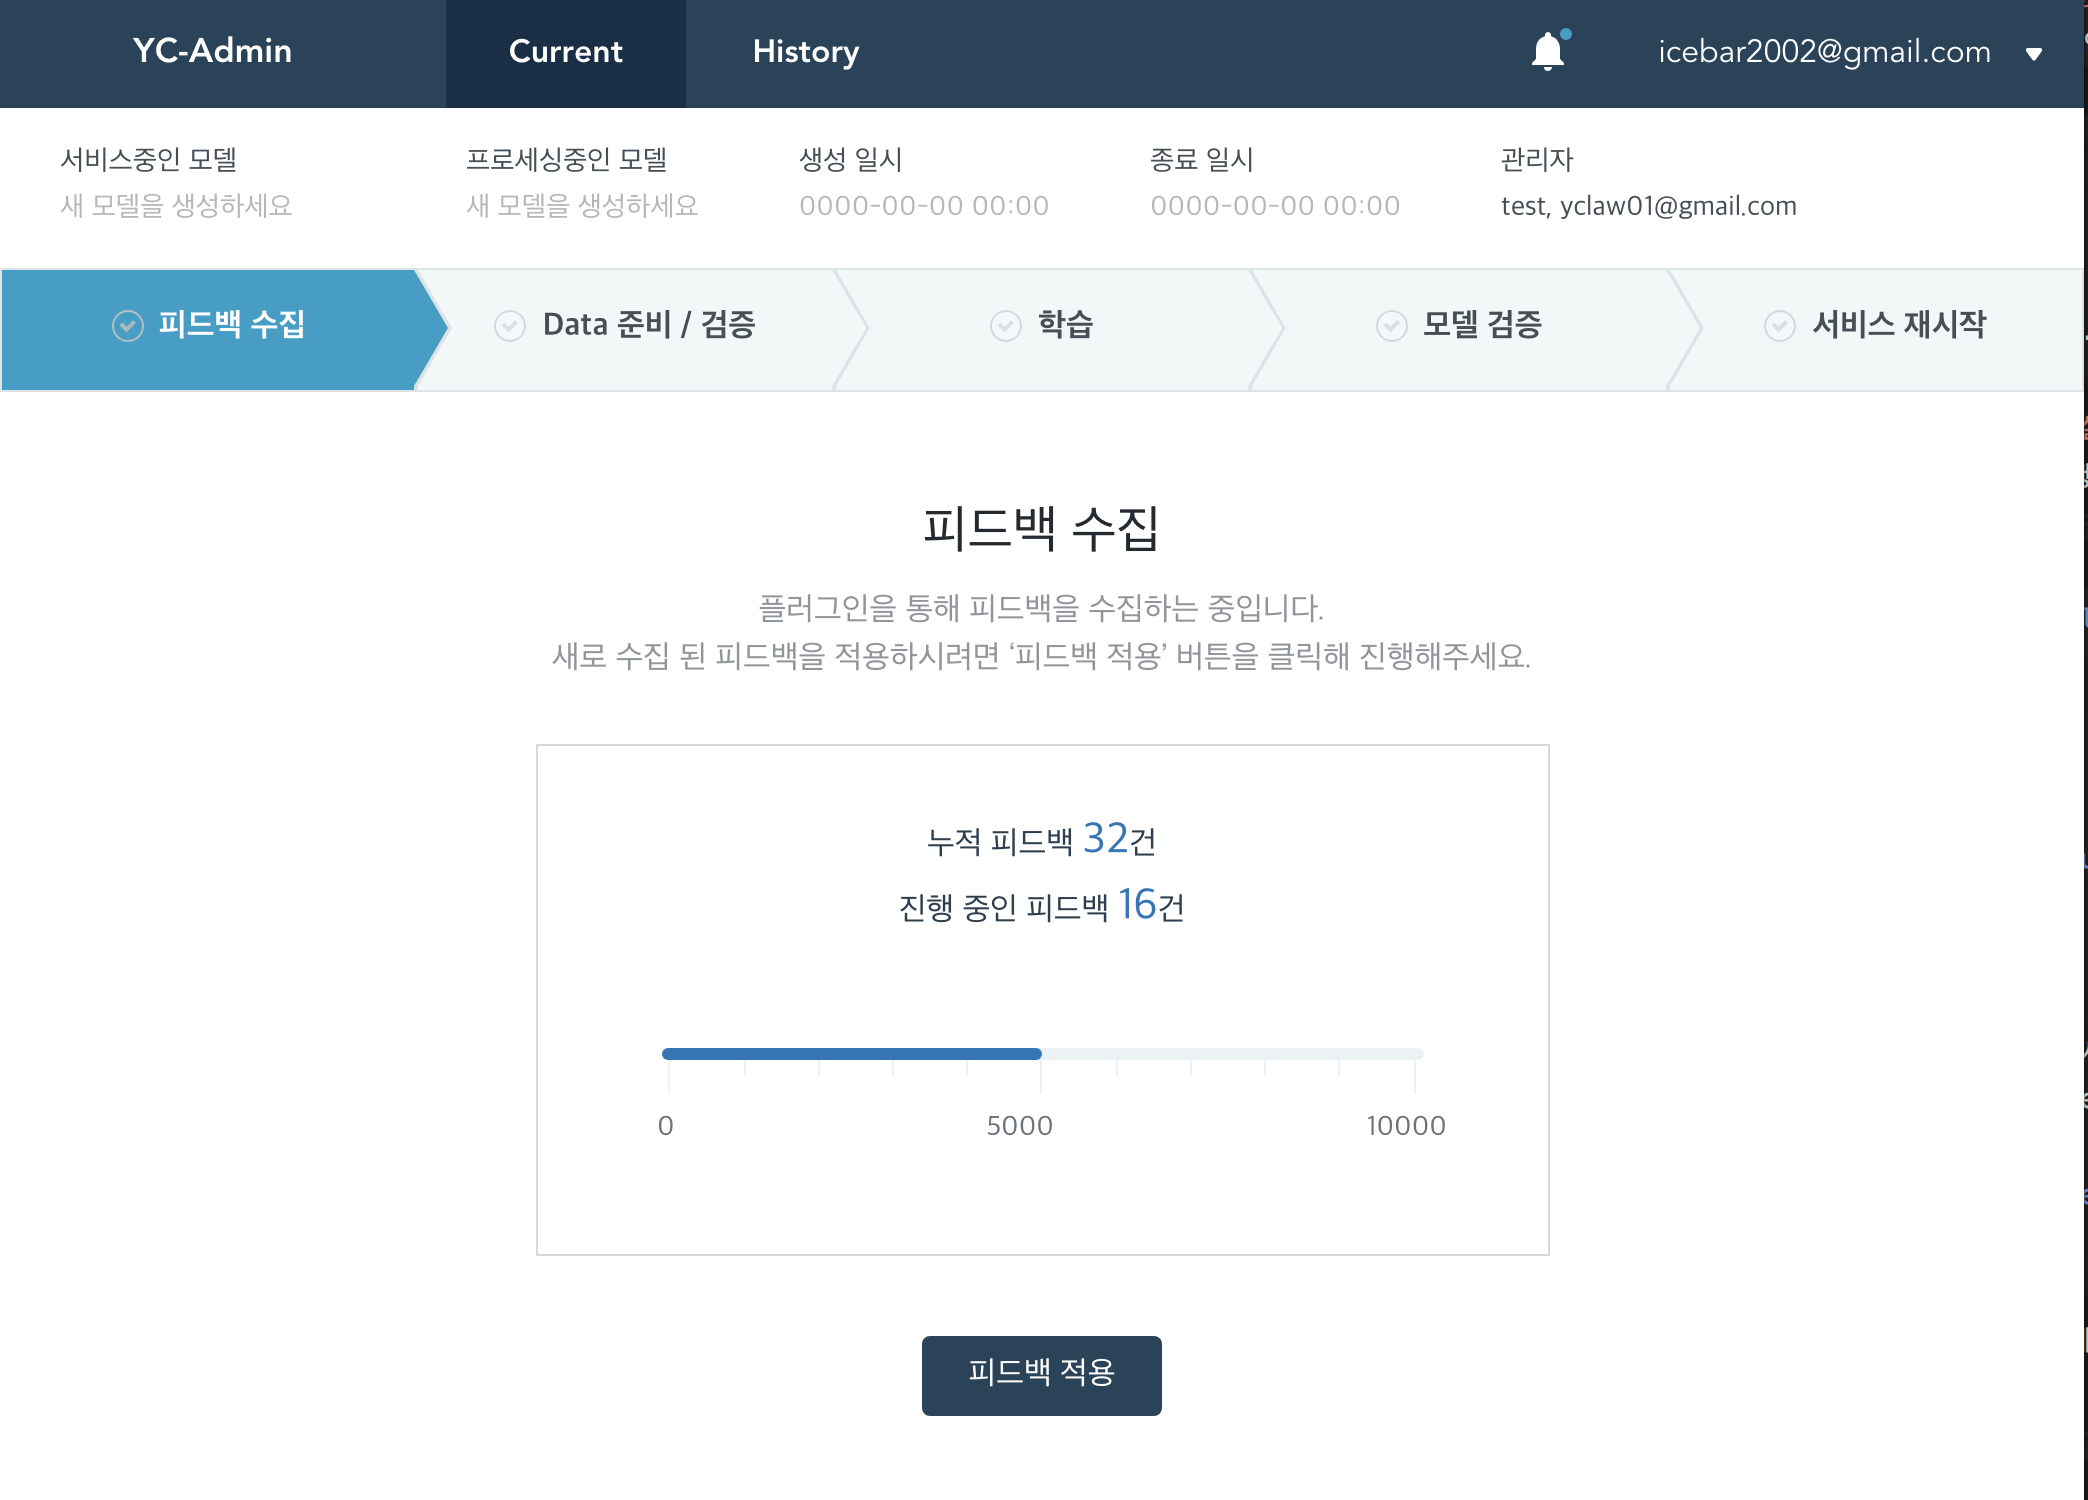 YC-Admin
Current
History
icebar2002@gmail.com
서비스중인 모델
새 모델을 생성하세요
프로세싱중인 모델
새 모델을 생성하세요
생성 일시
0000-00-00 00:00
종료 일시
0000-00-00 00:00
관리자
test, yclaw01@gmail.com
피드백 수집
Data 준비 / 검증
학습
모델 검증
서비스 재시작
피드백 수집
플러그인을 통해 피드백을 수집하는 중입니다.
새로 수집 된 피드백을 적용하시려면 ‘피드백 적용’ 버튼을 클릭해 진행해주세요.
누적 피드백 32건
진행 중인 피드백 16건
0
5000
10000
피드백 적용